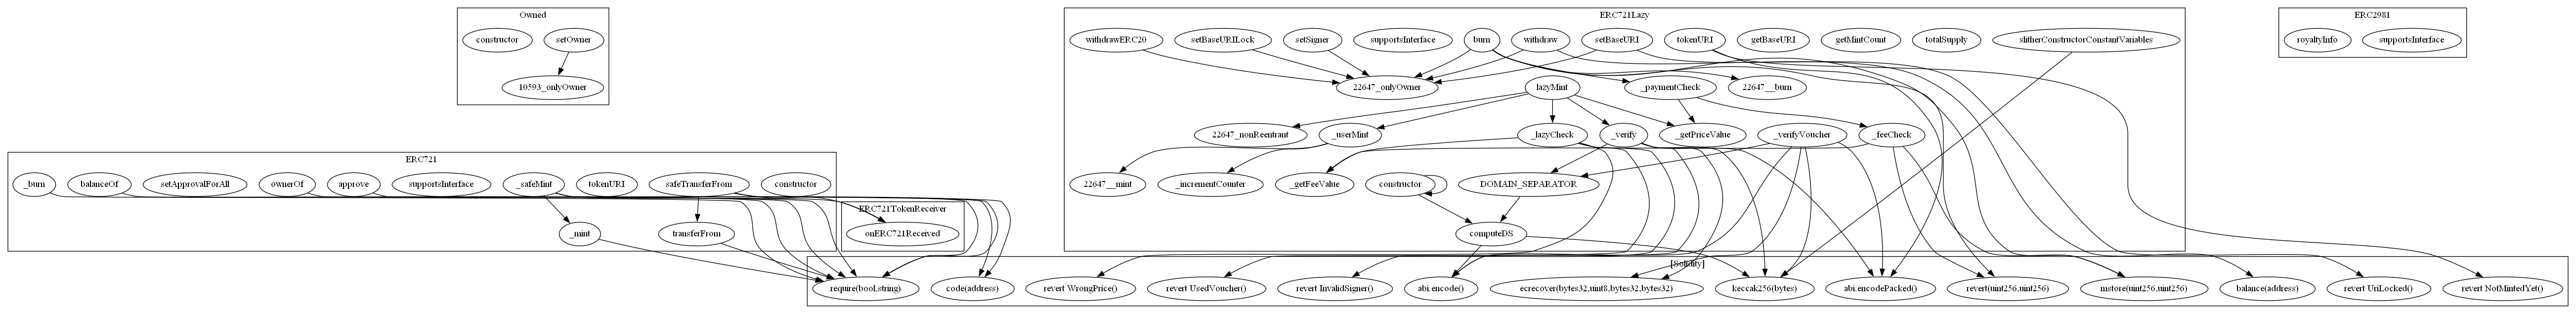 Owned
ERC721Lazy
ERC2981
constructor
setOwner
withdrawERC20
setBaseURILock
setSigner
supportsInterface
burn
withdraw
setBaseURI
tokenURI
getBaseURI
getMintCount
totalSupply
slitherConstructorConstantVariables
royaltyInfo
supportsInterface
10593_onlyOwner
22647_onlyOwner
lazyMint
_paymentCheck
22647__burn
22647_nonReentrant
_userMint
_lazyCheck
_verify
_getPriceValue
_verifyVoucher
_feeCheck
ERC721
_burn
balanceOf
setApprovalForAll
ownerOf
approve
supportsInterface
_safeMint
tokenURI
safeTransferFrom
constructor
22647__mint
_incrementCounter
_getFeeValue
constructor
DOMAIN_SEPARATOR
ERC721TokenReceiver
_mint
transferFrom
onERC721Received
computeDS
[Solidity]
require(bool,string)
code(address)
revert WrongPrice()
revert UsedVoucher()
revert InvalidSigner()
abi.encode()
ecrecover(bytes32,uint8,bytes32,bytes32)
keccak256(bytes)
abi.encodePacked()
revert(uint256,uint256)
mstore(uint256,uint256)
balance(address)
revert UriLocked()
revert NotMintedYet()